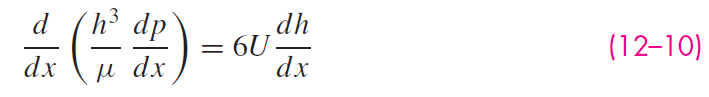 d/dx (h³/μ dp/dx) = 6U dh/dx (12–10)